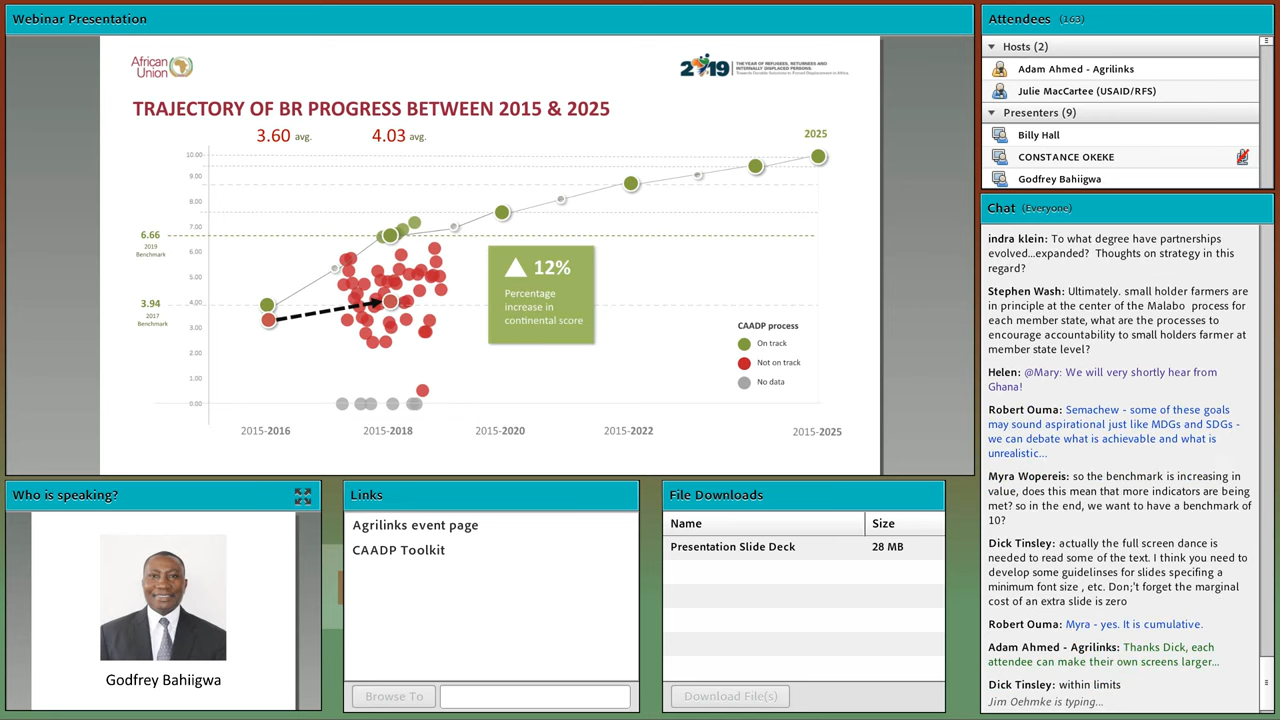 Webinar Presentation
African
Union
2019
THE YEAR OF REFUGEES, RETURNEES AND
INTERNALLY DISPLACED PERSONS.
Towards Durable Solutions to Forced Displacement in Africa.
TRAJECTORY OF BR PROGRESS BETWEEN 2015 & 2025
3.60 avg.
4.03 avg.
2025
10.00
9.00
8.00
7.00
6.66
2019
Benchmark
6.00
5.00
3.94
2017
Benchmark
4.00
3.00
2.00
1.00
0.00
12%
Percentage
increase in
continental score
CAADP process
On track
Not on track
No data
2015-2016
2015-2018
2015-2020
2015-2022
2015-2025
Who is speaking?
Godfrey Bahiigwa
Links
Agrilinks event page
CAADP Toolkit
Browse To
File Downloads
Name
Size
Presentation Slide Deck
28 MB
Download File(s)
Attendees (163)
Hosts (2)
Adam Ahmed - Agrilinks
Julie MacCartee (USAID/RFS)
Presenters (9)
Billy Hall
CONSTANCE OKEKE
Godfrey Bahiigwa
Chat (Everyone)
indra klein: To what degree have partnerships
evolved...expanded? Thoughts on strategy in this
regard?
Stephen Wash: Ultimately. small holder farmers are
in principle at the center of the Malabo process for
each member state, what are the processes to
encourage accountability to small holders farmer at
member state level?
Helen: @Mary: We will very shortly hear from
Ghana!
Robert Ouma: Semachew - some of these goals
may sound aspirational just like MDGs and SDGs -
we can debate what is achievable and what is
unrealistic...
Myra Wopereis: so the benchmark is increasing in
value, does this mean that more indicators are being
met? so in the end, we want to have a benchmark of
10?
Dick Tinsley: actually the full screen dance is
needed to read some of the text. I think you need to
develop some guidelinses for slides specifing a
minimum font size , etc. Don;'t forget the marginal
cost of an extra slide is zero
Robert Ouma: Myra - yes. It is cumulative.
Adam Ahmed - Agrilinks: Thanks Dick, each
attendee can make their own screens larger...
Dick Tinsley: within limits
Jim Oehmke is typing...